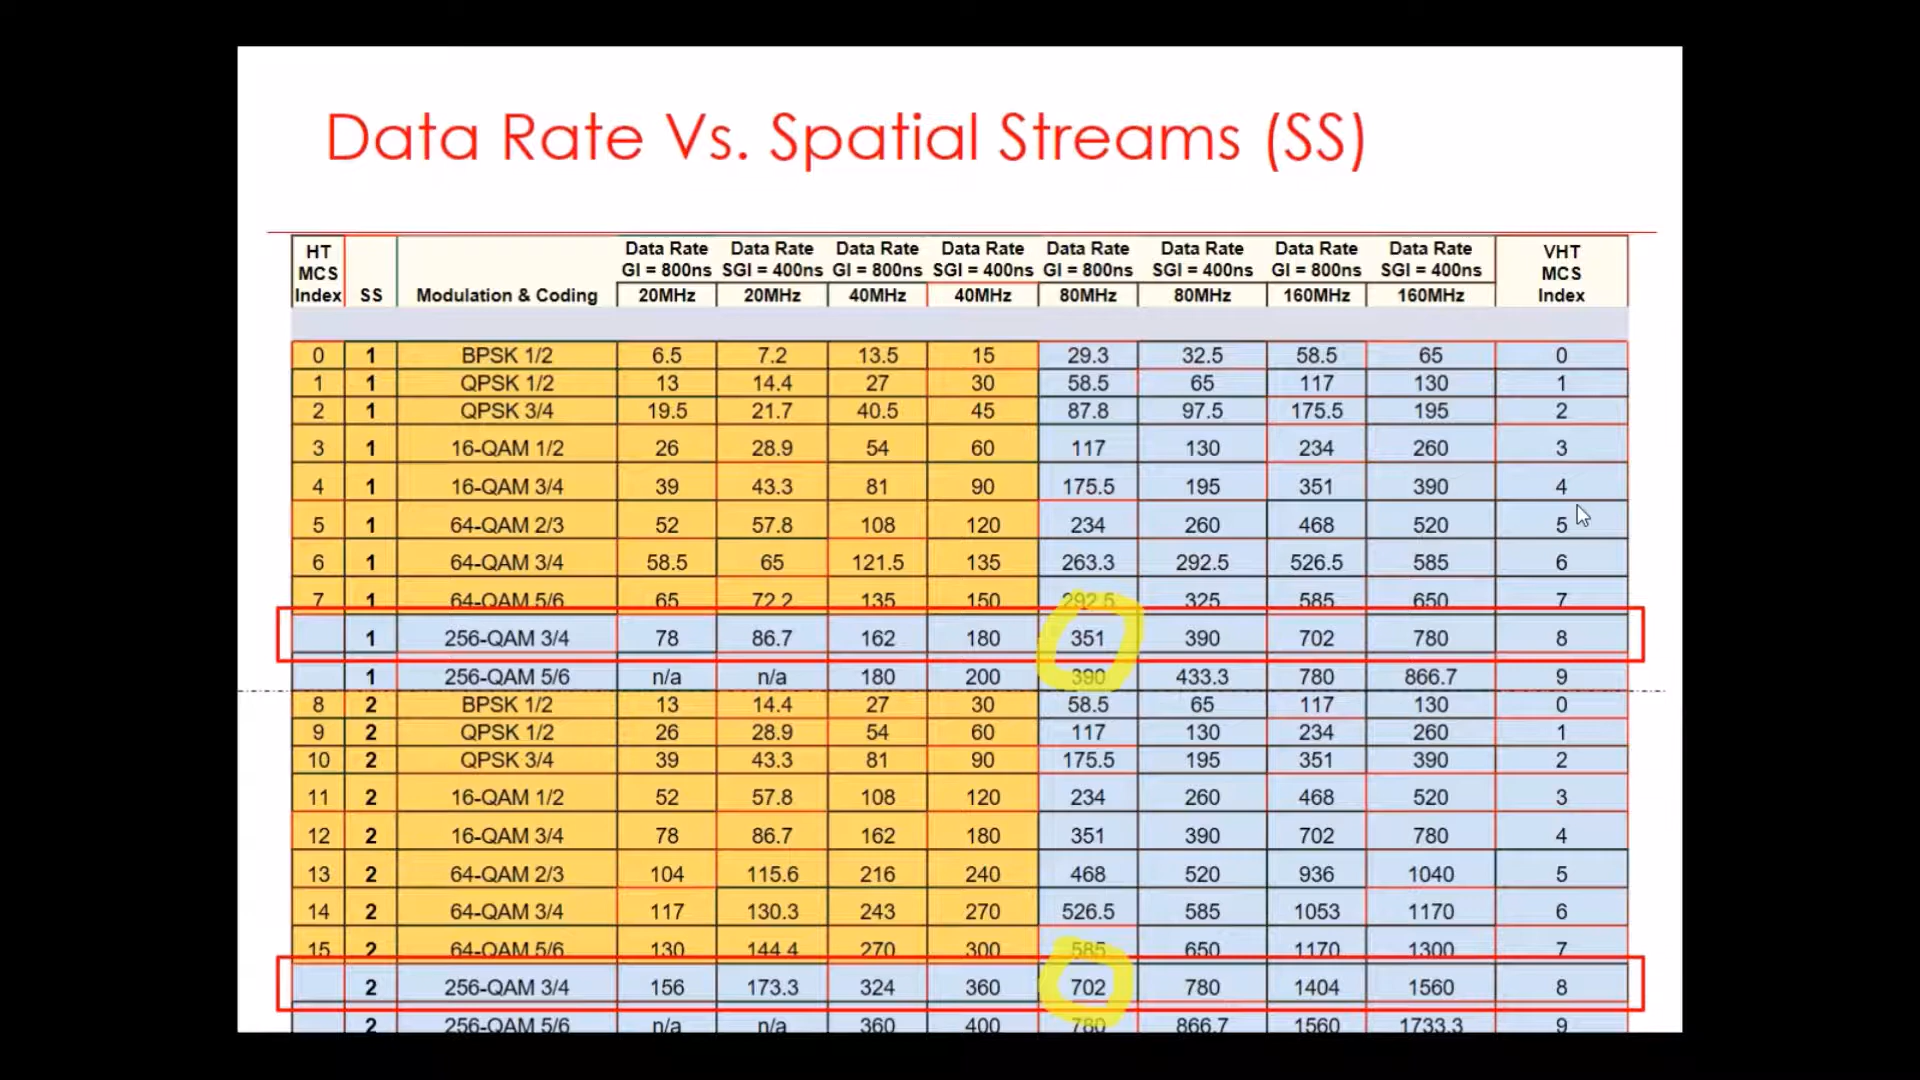 Data Rate Vs. Spatial Streams (SS)
HT MCS Index SS Modulation & Coding Data Rate GI = 800ns 20MHz Data Rate SGI = 400ns 20MHz Data Rate GI = 800ns 40MHz Data Rate SGI = 400ns 40MHz Data Rate GI = 800ns 80MHz Data Rate SGI = 400ns 80MHz Data Rate GI = 800ns 160MHz Data Rate SGI = 400ns 160MHz VHT MCS Index
0 1 BPSK 1/2 6.5 7.2 13.5 15 29.3 32.5 58.5 65 0
1 1 QPSK 1/2 13 14.4 27 30 58.5 65 117 130 1
2 1 QPSK 3/4 19.5 21.7 40.5 45 87.8 97.5 175.5 195 2
3 1 16-QAM 1/2 26 28.9 54 60 117 130 234 260 3
4 1 16-QAM 3/4 39 43.3 81 90 175.5 195 351 390 4
5 1 64-QAM 2/3 52 57.8 108 120 234 260 468 520 5
6 1 64-QAM 3/4 58.5 65 121.5 135 263.3 292.5 526.5 585 6
7 1 64-QAM 5/6 65 72.2 135 150 292.5 325 585 650 7
1 256-QAM 3/4 78 86.7 162 180 351 390 702 780 8
1 256-QAM 5/6 n/a n/a 180 200 390 433.3 780 866.7 9
8 2 BPSK 1/2 13 14.4 27 30 58.5 65 117 130 0
9 2 QPSK 1/2 26 28.9 54 60 117 130 234 260 1
10 2 QPSK 3/4 39 43.3 81 90 175.5 195 351 390 2
11 2 16-QAM 1/2 52 57.8 108 120 234 260 468 520 3
12 2 16-QAM 3/4 78 86.7 162 180 351 390 702 780 4
13 2 64-QAM 2/3 104 115.6 216 240 468 520 936 1040 5
14 2 64-QAM 3/4 117 130.3 243 270 526.5 585 1053 1170 6
15 2 64-QAM 5/6 130 144.4 270 300 585 650 1170 1300 7
2 256-QAM 3/4 156 173.3 324 360 702 780 1404 1560 8
2 256-QAM 5/6 n/a n/a 360 400 780 866.7 1560 1733.3 9